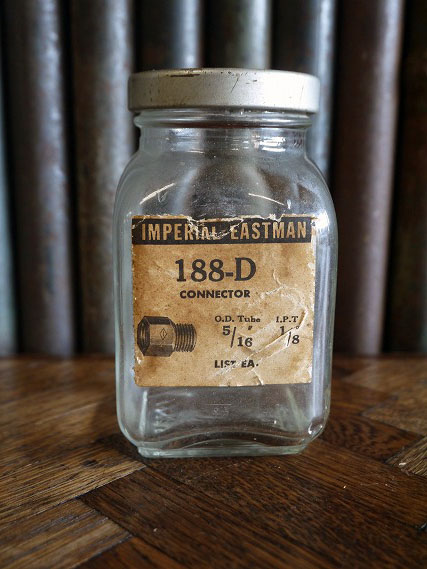 IMPERIAL EASTMAN
188-D
CONNECTOR
O.D. Tube I.P.T
5/16" 1/8"
LIST EA.